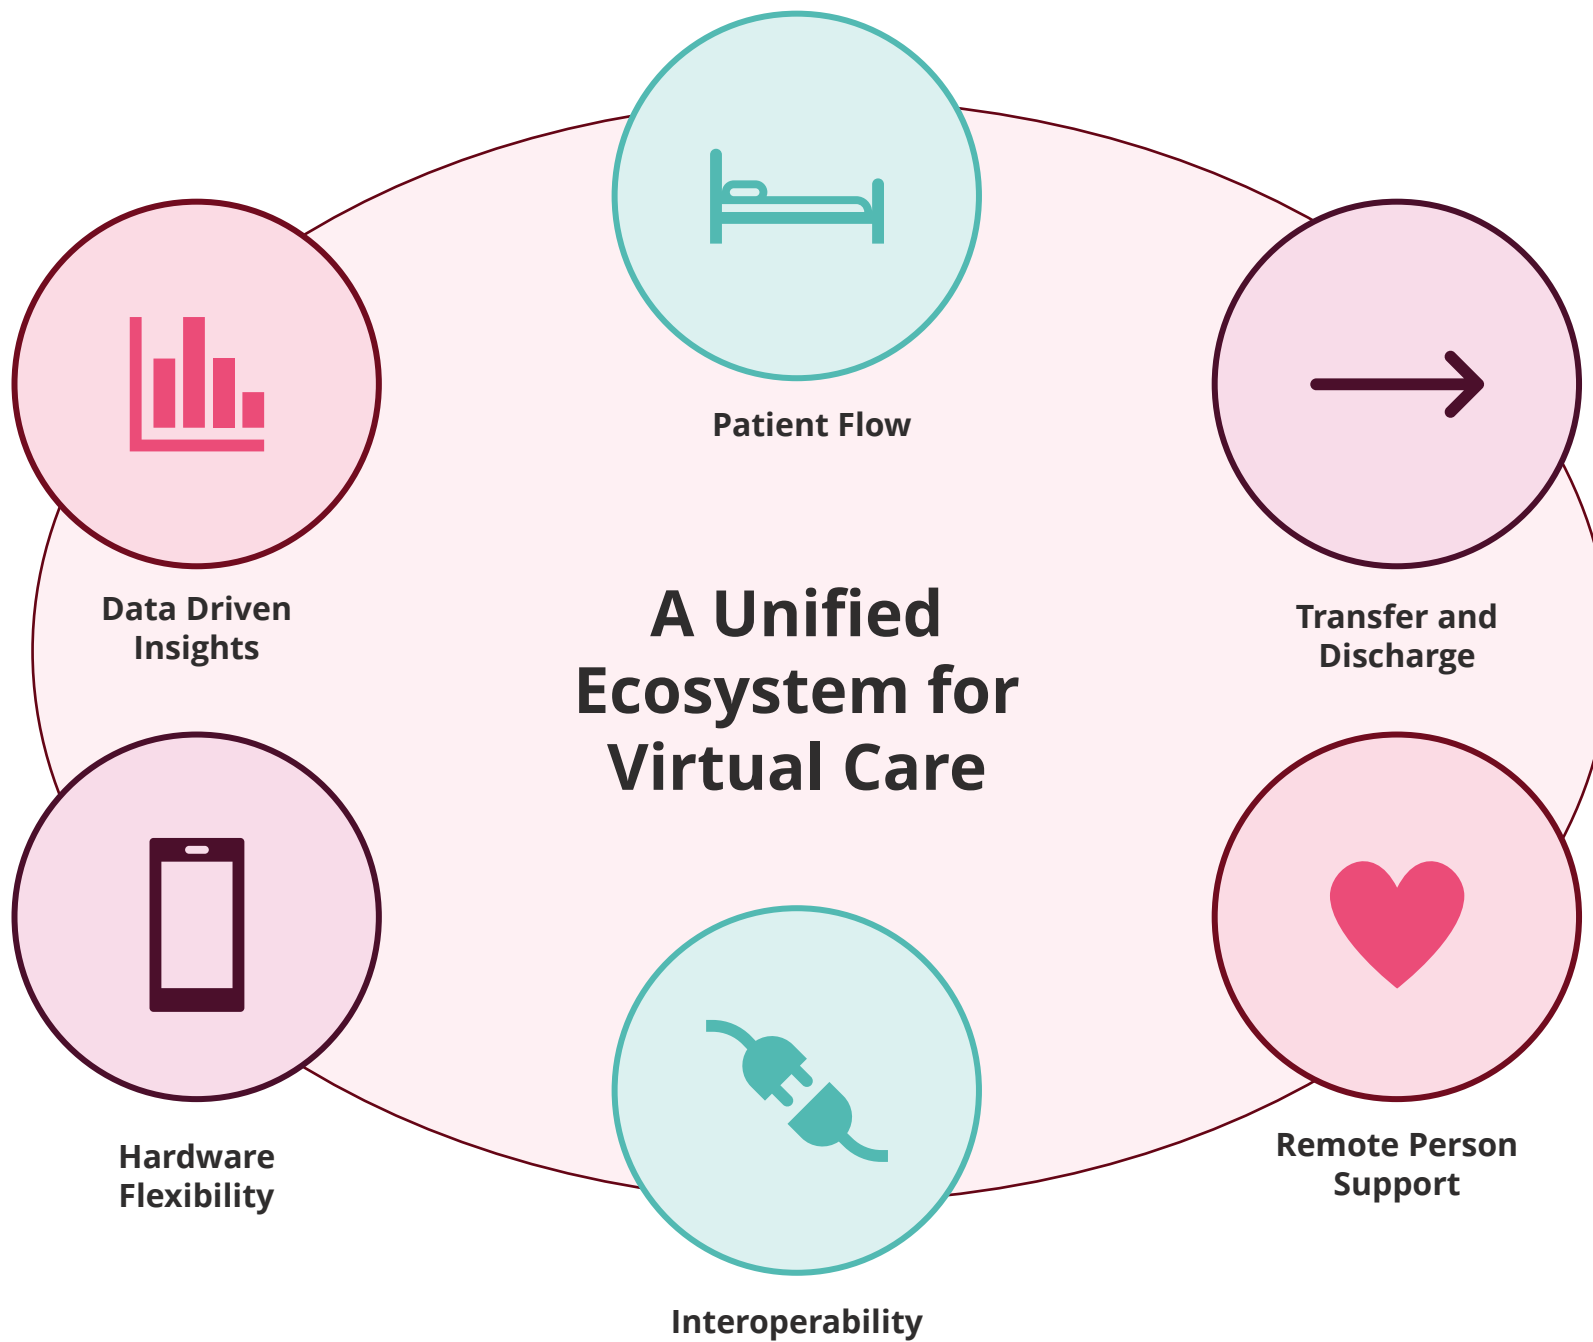 Patient Flow
Data Driven
Insights
Transfer and
Discharge
A Unified
Ecosystem for
Virtual Care
Hardware
Flexibility
Remote Person
Support
Interoperability